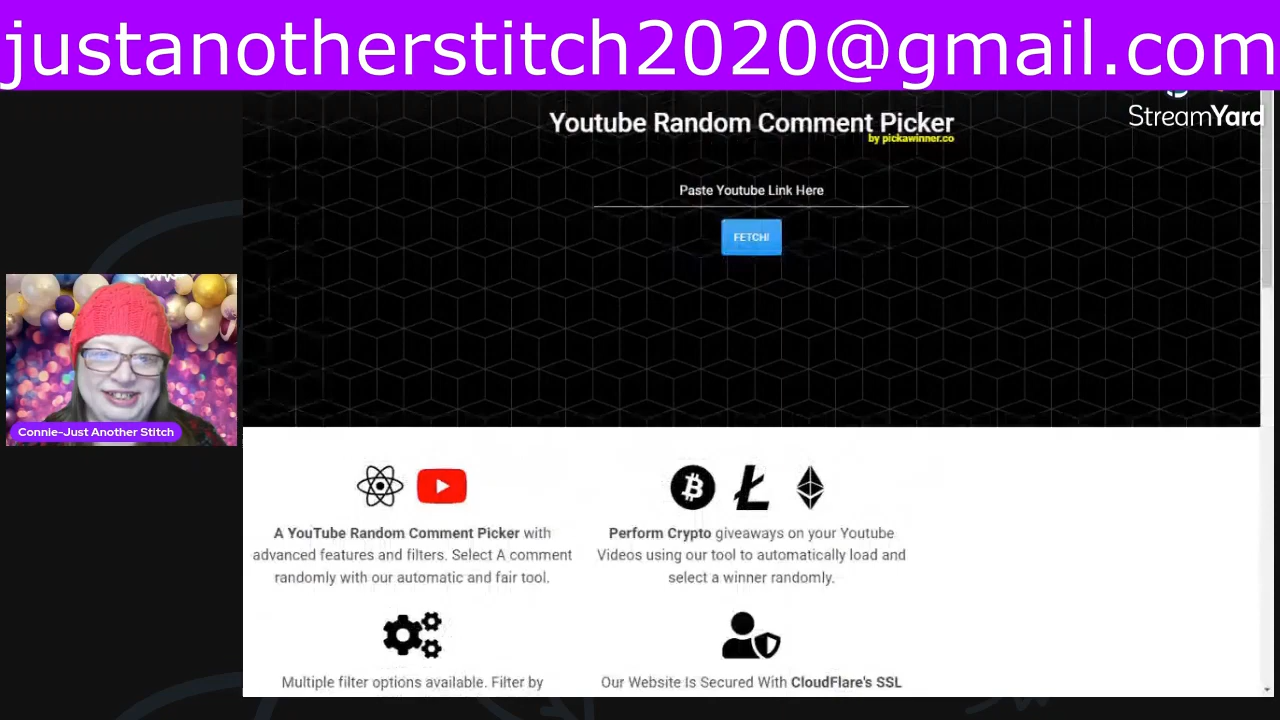 justanotherstitch2020@gmail.com
StreamYard
Youtube Random Comment Picker
by pickawinner.co
Paste Youtube Link Here
FETCH!
Connie-Just Another Stitch
A YouTube Random Comment Picker with
advanced features and filters. Select A comment
randomly with our automatic and fair tool.
Perform Crypto giveaways on your Youtube
Videos using our tool to automatically load and
select a winner randomly.
Multiple filter options available. Filter by
Our Website Is Secured With CloudFlare's SSL